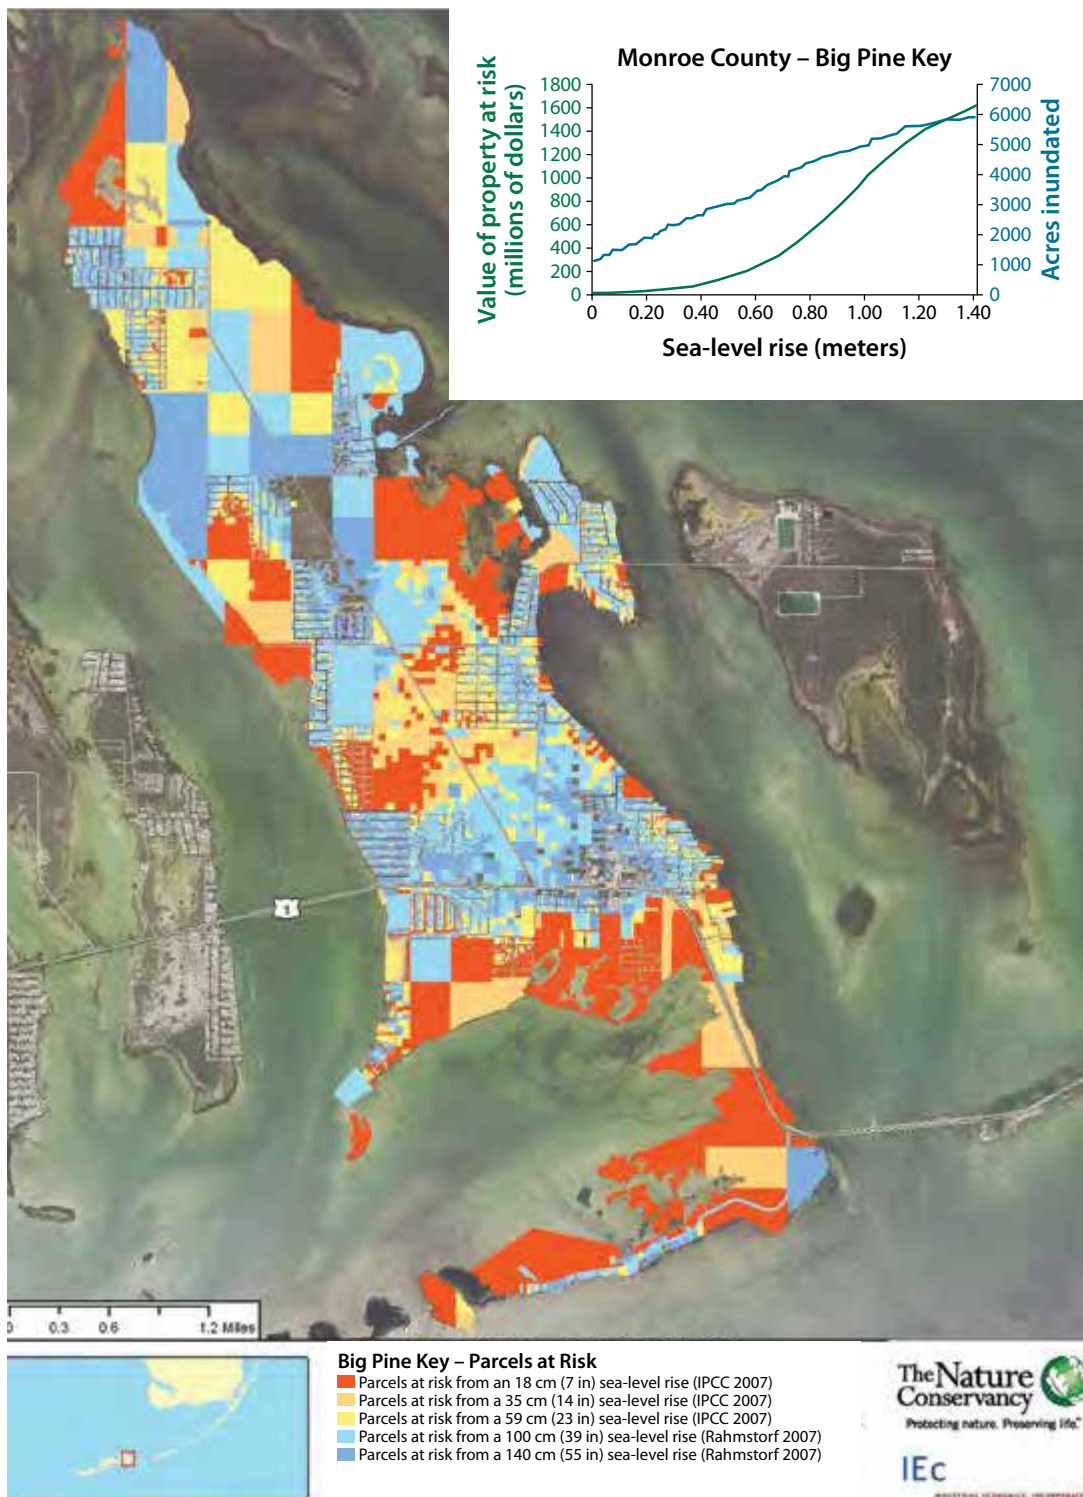 Monroe County – Big Pine Key
Value of property at risk
(millions of dollars)
1800
1600
1400
1200
1000
800
600
400
200
0
7000
6000
5000
4000
3000
2000
1000
0
Acres inundated
0 0.20 0.40 0.60 0.80 1.00 1.20 1.40
Sea-level rise (meters)
1
0 0.3 0.6 1.2 Miles
Big Pine Key – Parcels at Risk
Parcels at risk from an 18 cm (7 in) sea-level rise (IPCC 2007)
Parcels at risk from a 35 cm (14 in) sea-level rise (IPCC 2007)
Parcels at risk from a 59 cm (23 in) sea-level rise (IPCC 2007)
Parcels at risk from a 100 cm (39 in) sea-level rise (Rahmstorf 2007)
Parcels at risk from a 140 cm (55 in) sea-level rise (Rahmstorf 2007)
The Nature
Conservancy
Protecting nature. Preserving life.
IEc